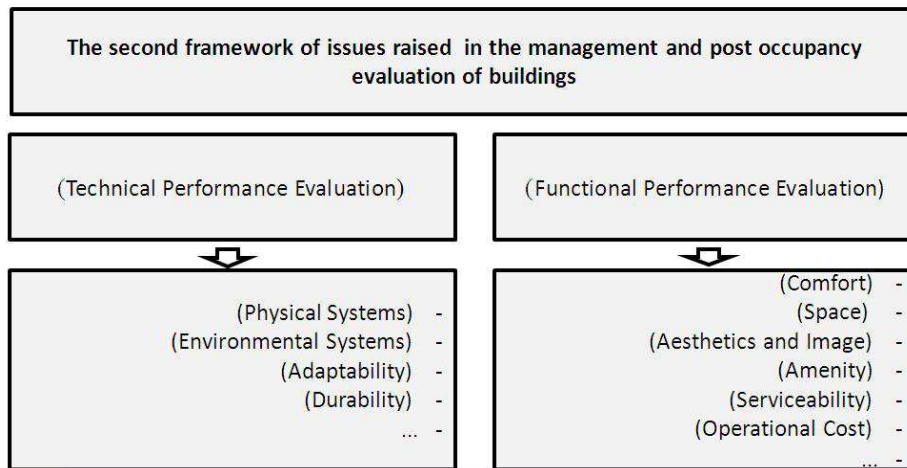 The second framework of issues raised in the management and post occupancy
evaluation of buildings
(Technical Performance Evaluation)
(Functional Performance Evaluation)
(Physical Systems) -
(Environmental Systems) -
(Adaptability) -
(Durability) -
... -
(Comfort) -
(Space) -
(Aesthetics and Image) -
(Amenity) -
(Serviceability) -
(Operational Cost) -
... -